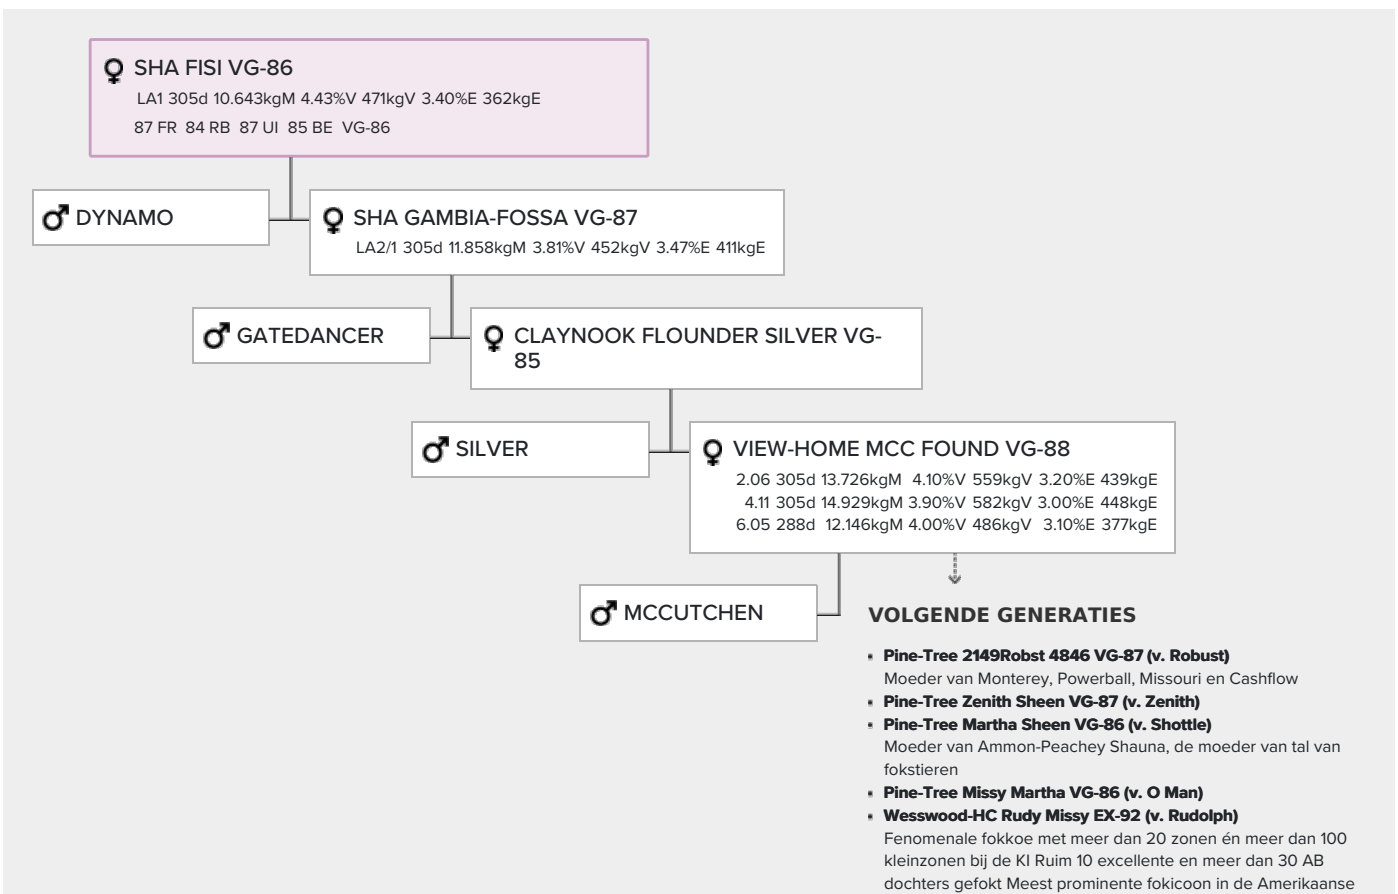 SHA FISI VG-86
LA1 305d 10.643kgM 4.43%V 471kgV 3.40%E 362kgE
87 FR 84 RB 87 UI 85 BE VG-86
DYNAMO
SHA GAMBIA-FOSSA VG-87
LA2/1 305d 11.858kgM 3.81%V 452kgV 3.47%E 411kgE
GATEDANCER
CLAYNOOK FLOUNDER SILVER VG-
85
SILVER
VIEW-HOME MCC FOUND VG-88
2.06 305d 13.726kgM 4.10%V 559kgV 3.20%E 439kgE
4.11 305d 14.929kgM 3.90%V 582kgV 3.00%E 448kgE
6.05 288d 12.146kgM 4.00%V 486kgV 3.10%E 377kgE
MCCUTCHEN
VOLGENDE GENERATIES
Pine-Tree 2149Robst 4846 VG-87 (v. Robust)
Moeder van Monterey, Powerball, Missouri en Cashflow
Pine-Tree Zenith Sheen VG-87 (v. Zenith)
Pine-Tree Martha Sheen VG-86 (v. Shottle)
Moeder van Ammon-Peachey Shauna, de moeder van tal van
fokstieren
Pine-Tree Missy Martha VG-86 (v. O Man)
Wesswood-HC Rudy Missy EX-92 (v. Rudolph)
Fenomenale fokkoe met meer dan 20 zonen én meer dan 100
kleinzonen bij de KI Ruim 10 excellente en meer dan 30 AB
dochters gefokt Meest prominente fokicoon in de Amerikaanse